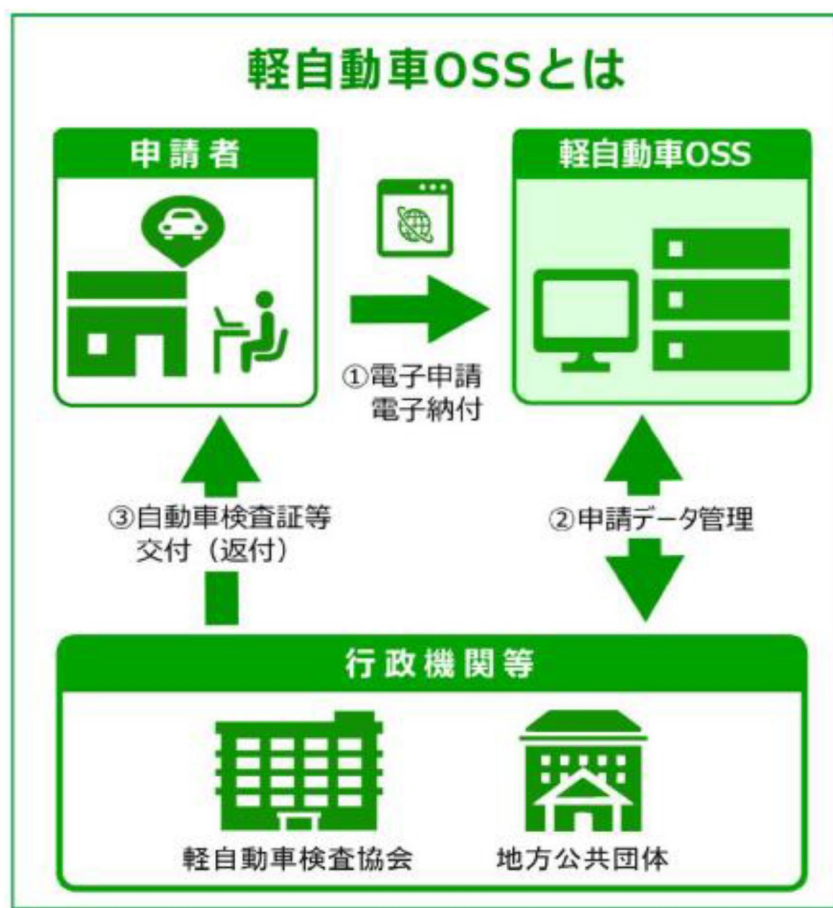 軽自動車OSSとは
申請者
軽自動車OSS
①電子申請
電子納付
③自動車検査証等
交付（返付）
②申請データ管理
行政機関等
軽自動車検査協会
地方公共団体